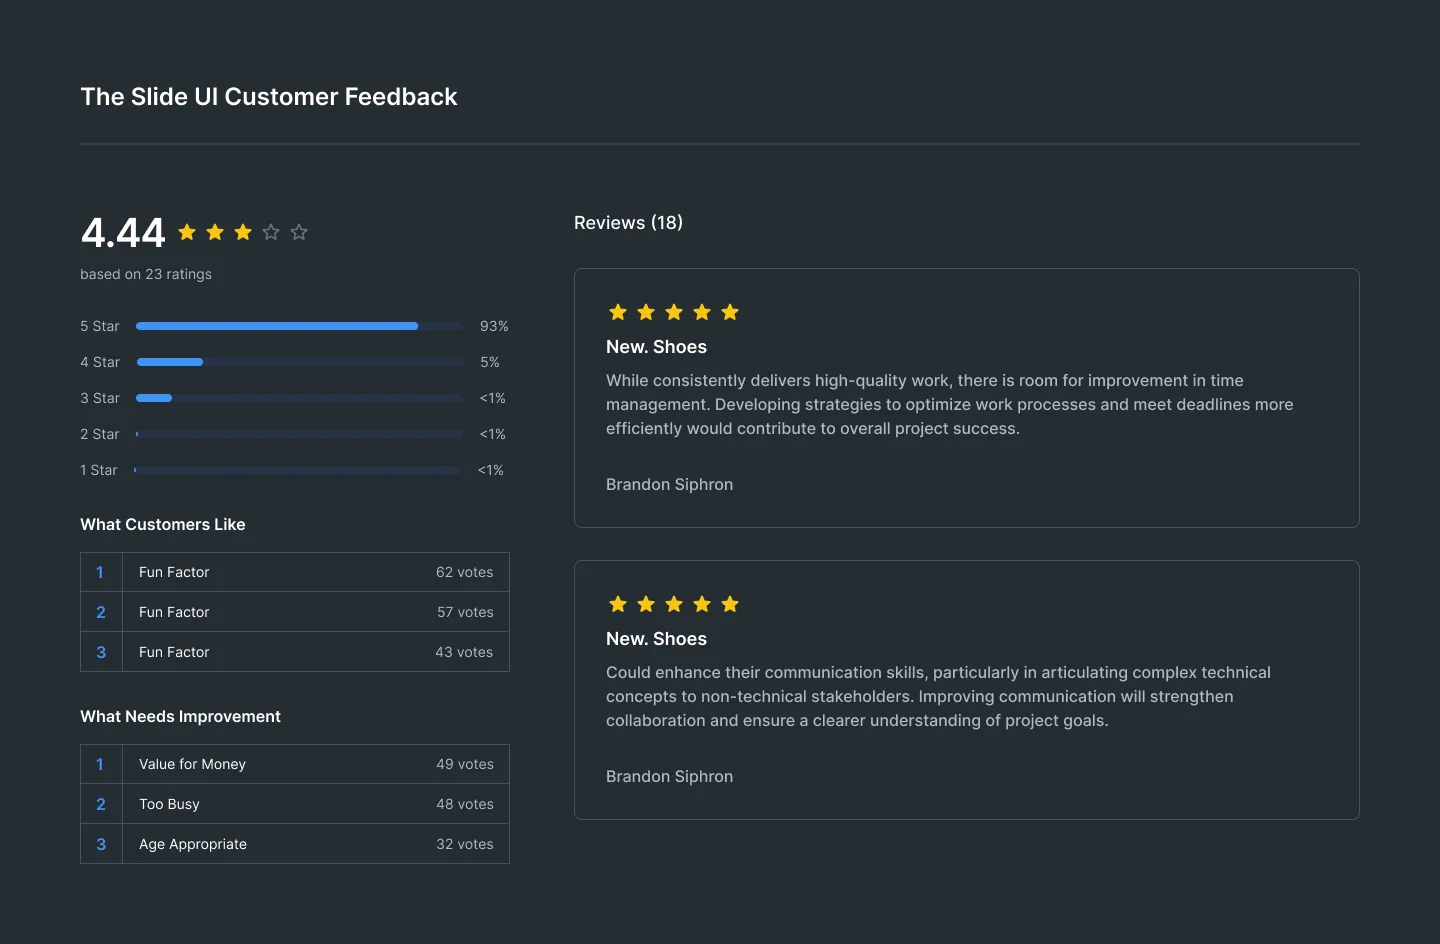 The Slide UI Customer Feedback
4.44
based on 23 ratings
5 Star 93%
4 Star 5%
3 Star <1%
2 Star <1%
1 Star <1%
What Customers Like
1 Fun Factor 62 votes
2 Fun Factor 57 votes
3 Fun Factor 43 votes
What Needs Improvement
1 Value for Money 49 votes
2 Too Busy 48 votes
3 Age Appropriate 32 votes
Reviews (18)
New. Shoes
While consistently delivers high-quality work, there is room for improvement in time
management. Developing strategies to optimize work processes and meet deadlines more
efficiently would contribute to overall project success.
Brandon Siphron
New. Shoes
Could enhance their communication skills, particularly in articulating complex technical
concepts to non-technical stakeholders. Improving communication will strengthen
collaboration and ensure a clearer understanding of project goals.
Brandon Siphron